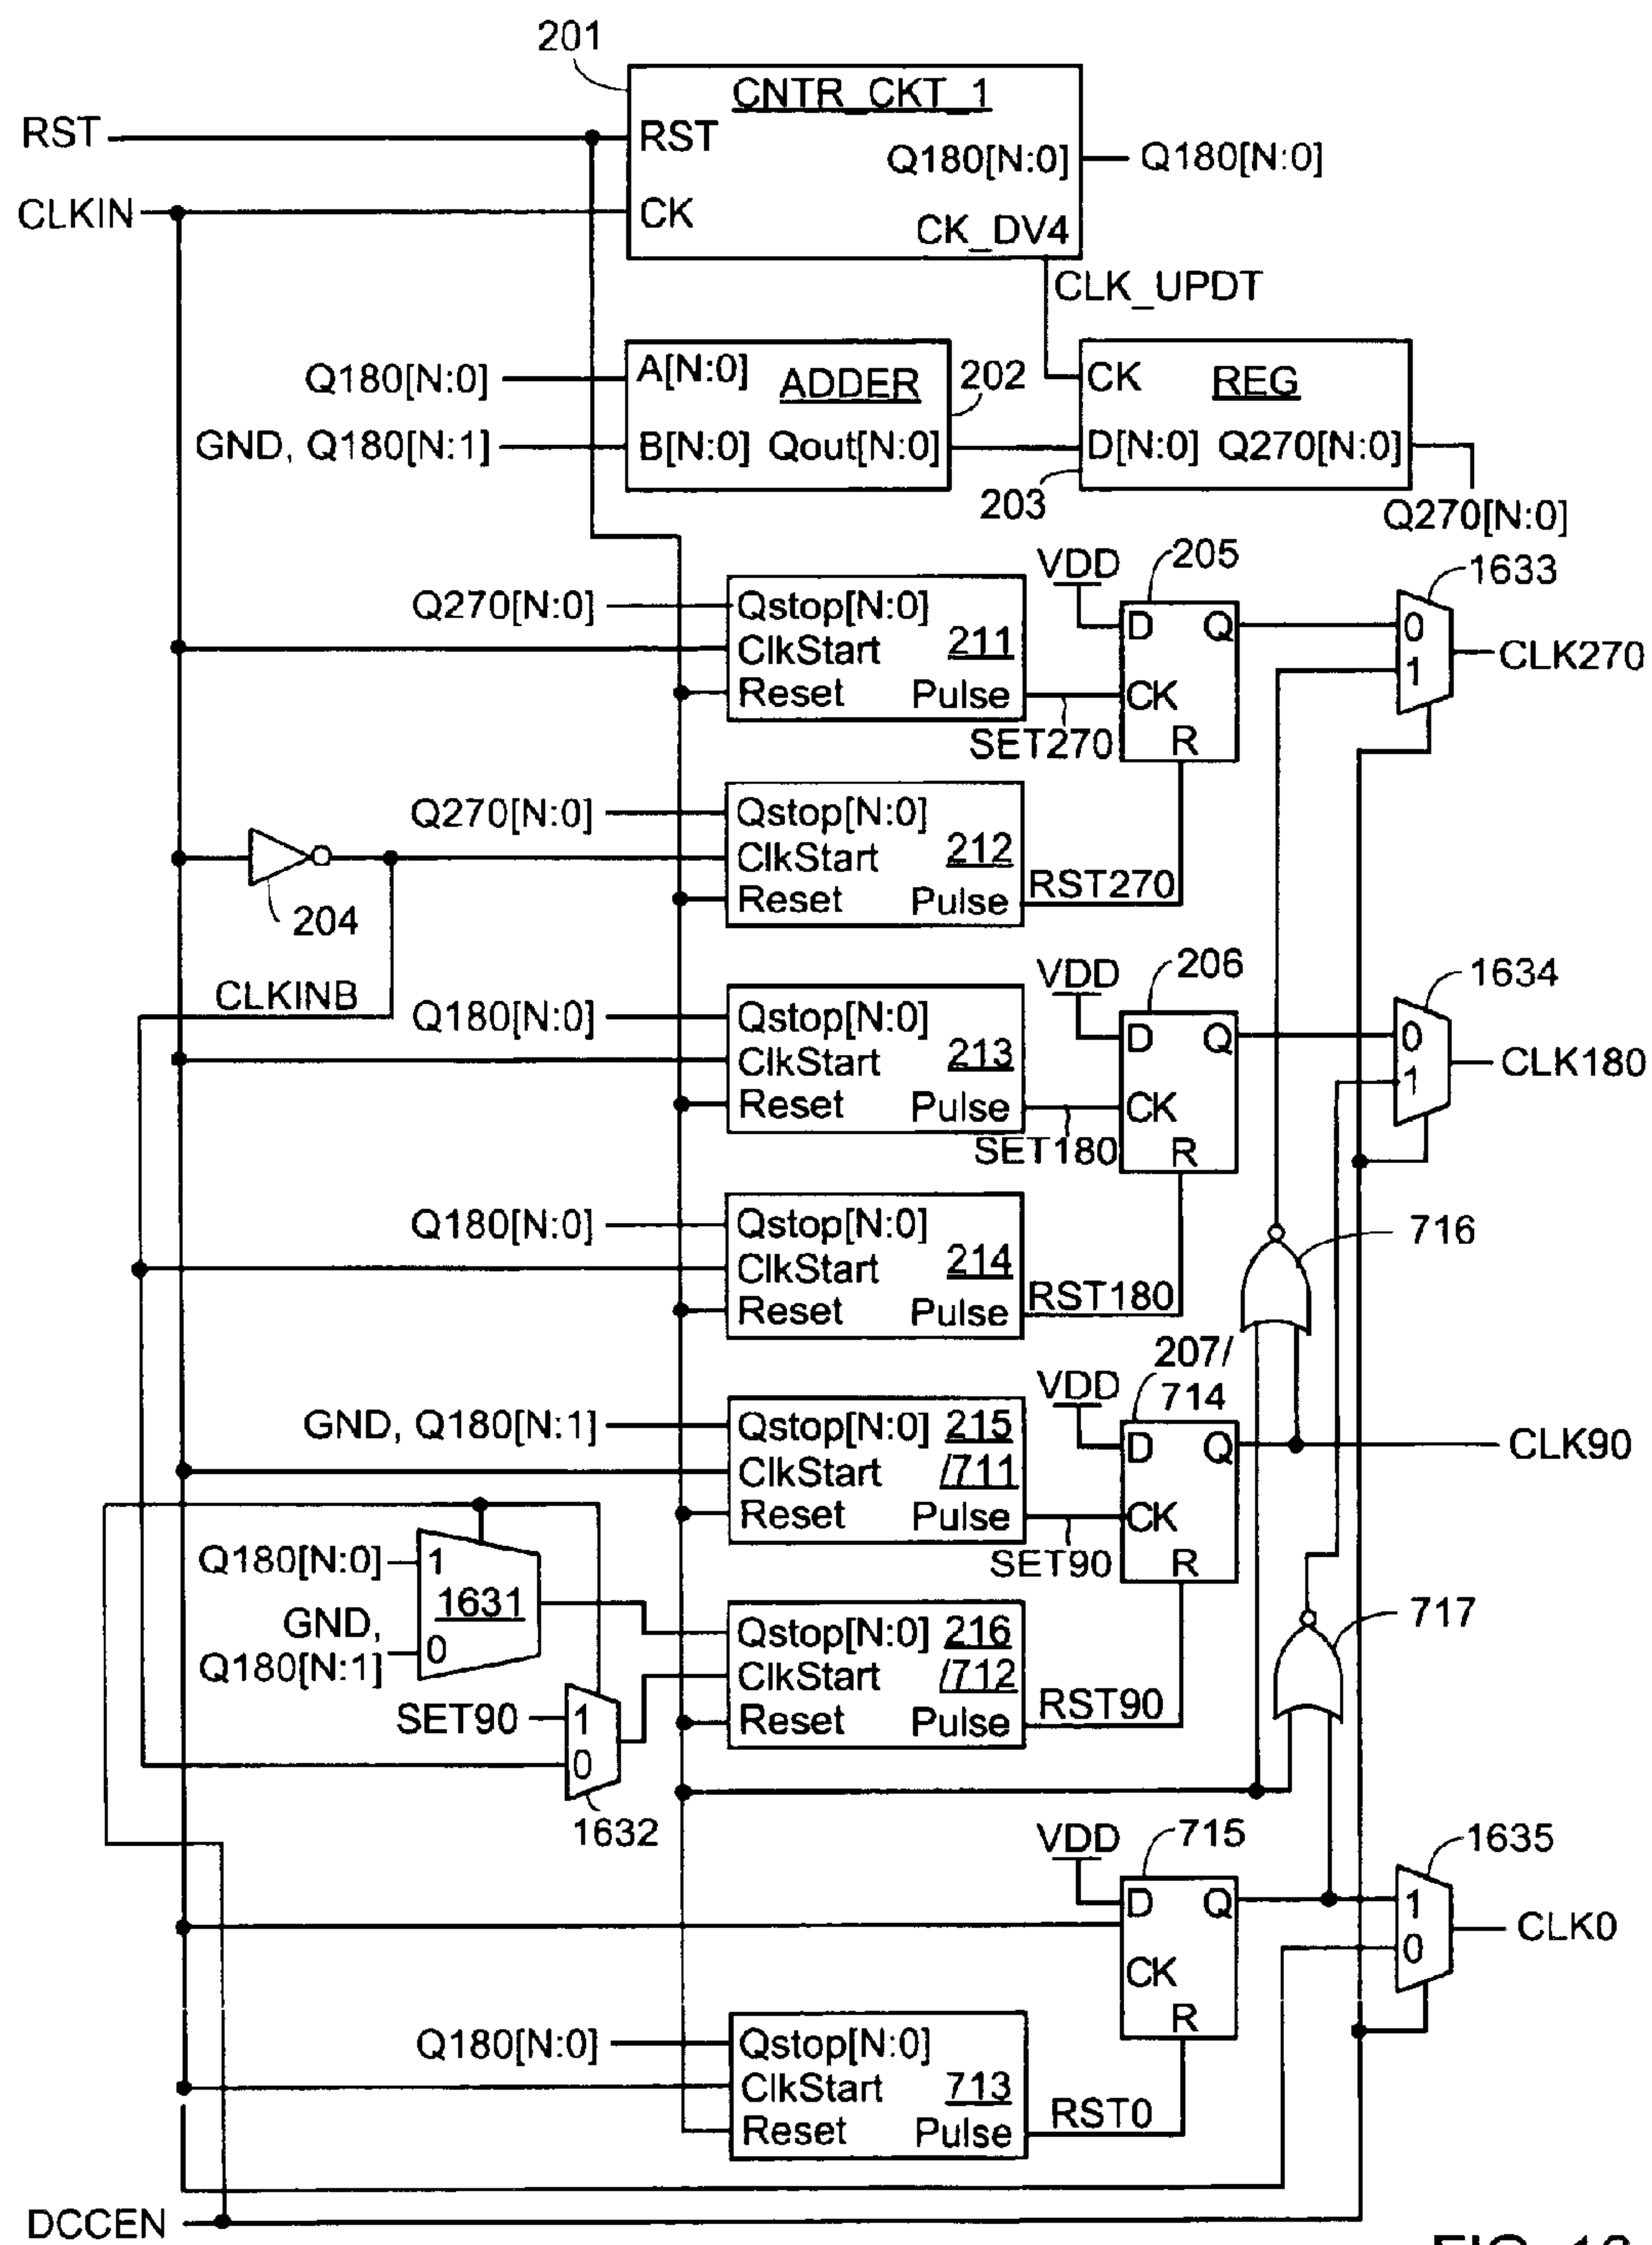 201
CNTR_CKT_1
RST
RST
Q180[N:0]
Q180[N:0]
CLKIN
CK
CK_DV4
CLK_UPDT
Q180[N:0]
A[N:0]
ADDER
202
CK
REG
GND, Q180[N:1]
B[N:0]
Qout[N:0]
D[N:0]
Q270[N:0]
203
Q270[N:0]
VDD
205
1633
Q270[N:0]
Qstop[N:0]
D
Q
0
ClkStart
211
CLK270
1
Reset
Pulse
CK
SET270
R
Q270[N:0]
Qstop[N:0]
ClkStart
212
RST270
Reset
Pulse
204
VDD
206
1634
CLKINB
Q180[N:0]
Qstop[N:0]
D
Q
0
ClkStart
213
CLK180
1
Reset
Pulse
CK
SET180
R
Q180[N:0]
Qstop[N:0]
716
ClkStart
214
RST180
Reset
Pulse
207/
714
VDD
GND, Q180[N:1]
Qstop[N:0]
215
/711
D
Q
CLK90
ClkStart
Reset
Pulse
CK
SET90
R
Q180[N:0]
1
1631
GND,
Q180[N:1]
0
717
Qstop[N:0]
216
/712
ClkStart
RST90
SET90
1
Reset
Pulse
0
1632
VDD
715
1635
D
Q
1
CLK0
0
CK
R
Q180[N:0]
Qstop[N:0]
ClkStart
713
RST0
Reset
Pulse
DCCEN